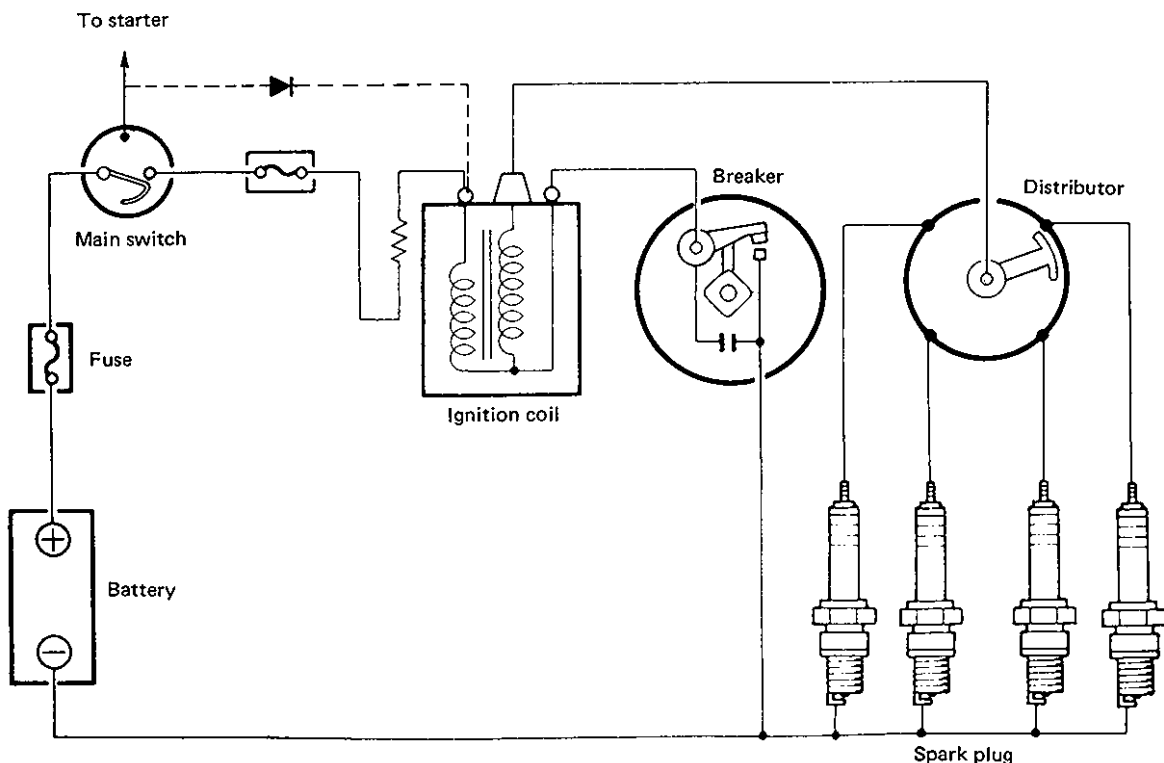 To starter
Main switch
Breaker
Distributor
Fuse
Ignition coil
+
Battery
−
Spark plug